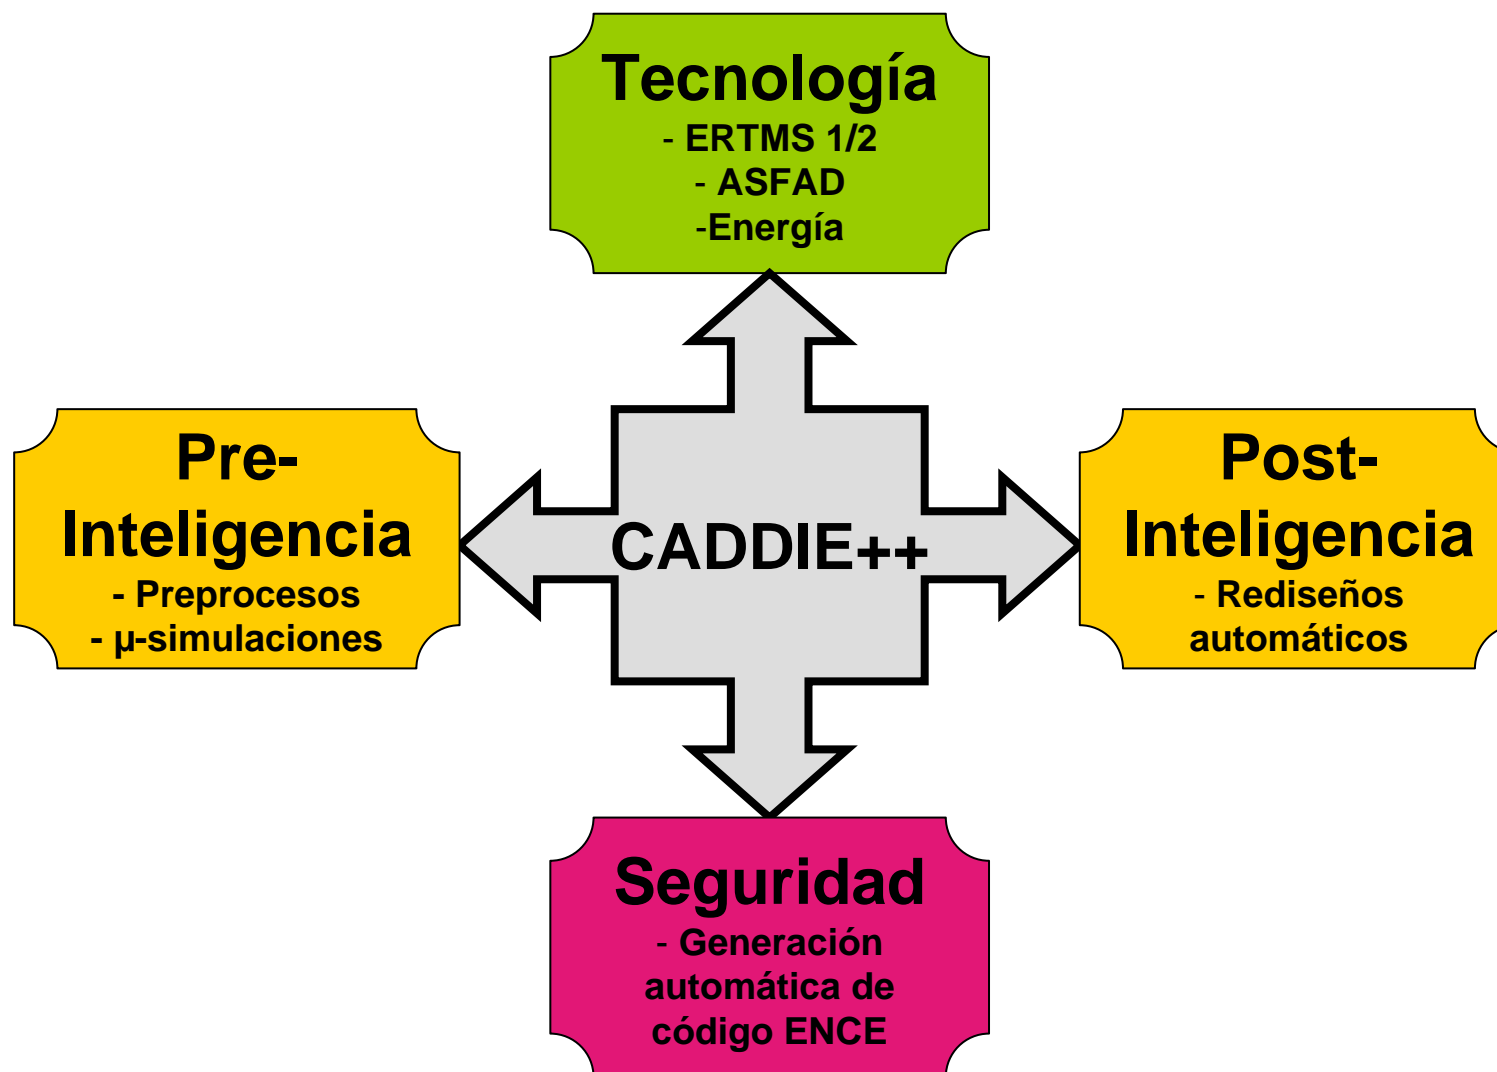 Tecnología
- ERTMS 1/2
- ASFAD
-Energía
Pre-
Inteligencia
- Preprocesos
- µ-simulaciones
CADDIE++
Post-
Inteligencia
- Rediseños
automáticos
Seguridad
- Generación
automática de
código ENCE